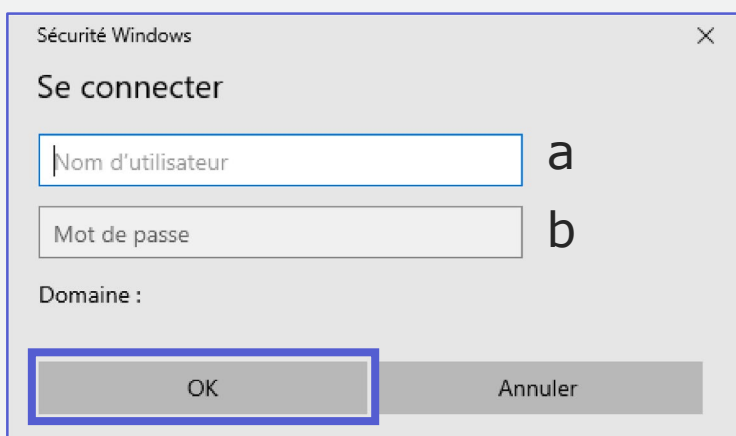 Sécurité Windows
Se connecter
Nom d'utilisateur a
Mot de passe b
Domaine :
OK Annuler